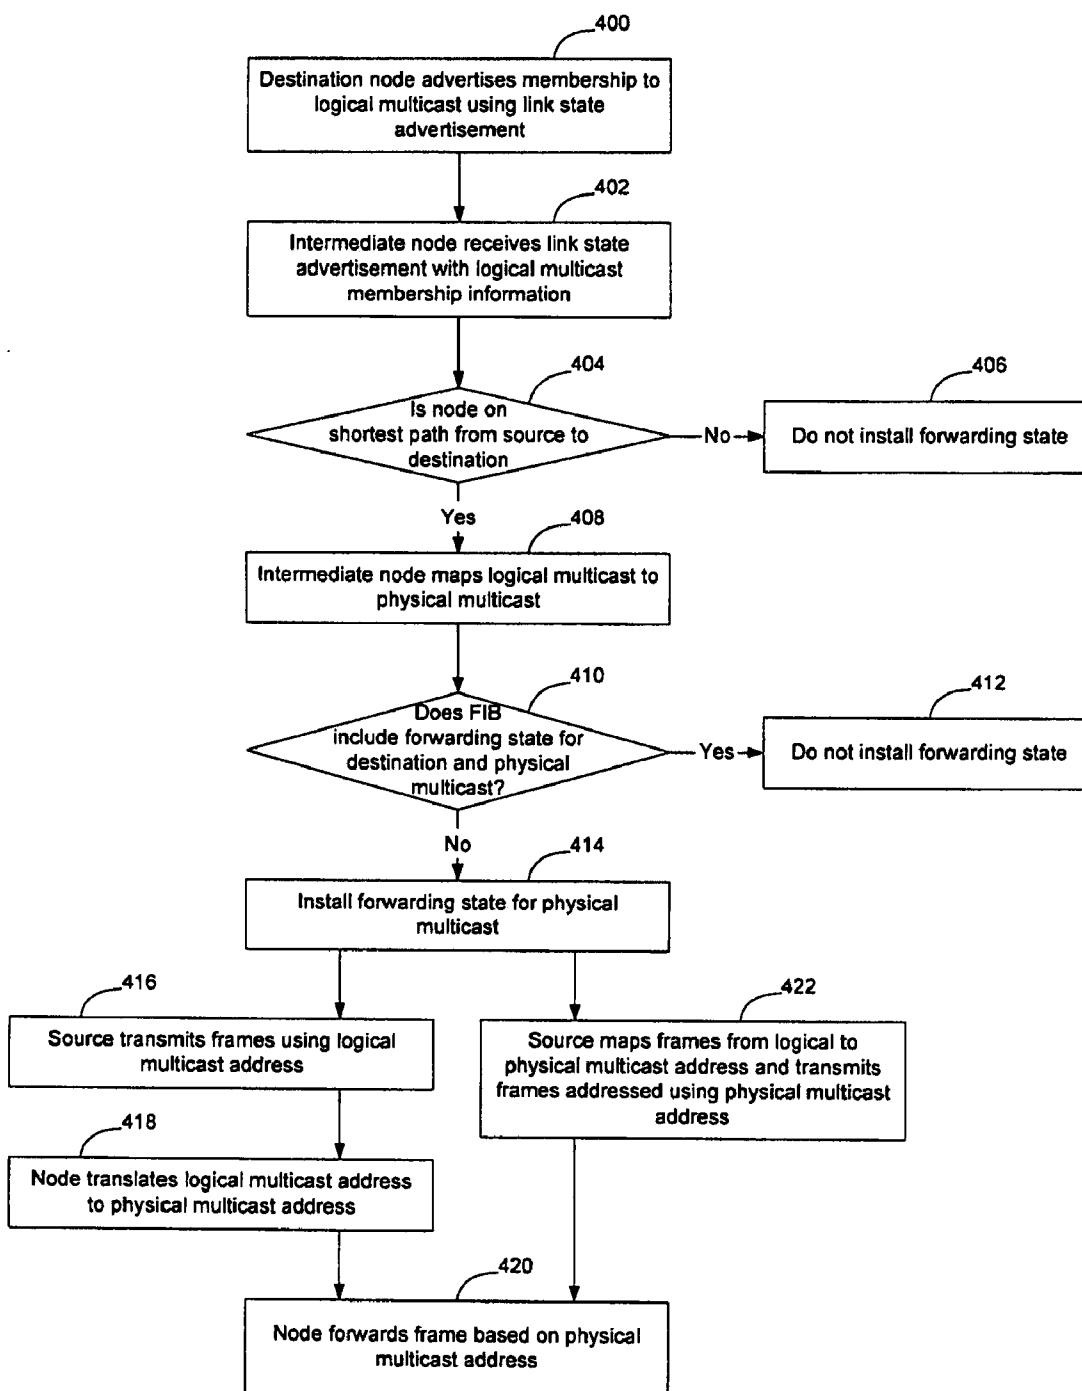 400
Destination node advertises membership to
logical multicast using link state
advertisement
402
Intermediate node receives link state
advertisement with logical multicast
membership information
404
Is node on
shortest path from source to
destination
No
406
Do not install forwarding state
Yes
408
Intermediate node maps logical multicast to
physical multicast
410
Does FIB
include forwarding state for
destination and physical
multicast?
Yes
412
Do not install forwarding state
No
414
Install forwarding state for physical
multicast
416
Source transmits frames using logical
multicast address
422
Source maps frames from logical to
physical multicast address and transmits
frames addressed using physical multicast
address
418
Node translates logical multicast address
to physical multicast address
420
Node forwards frame based on physical
multicast address